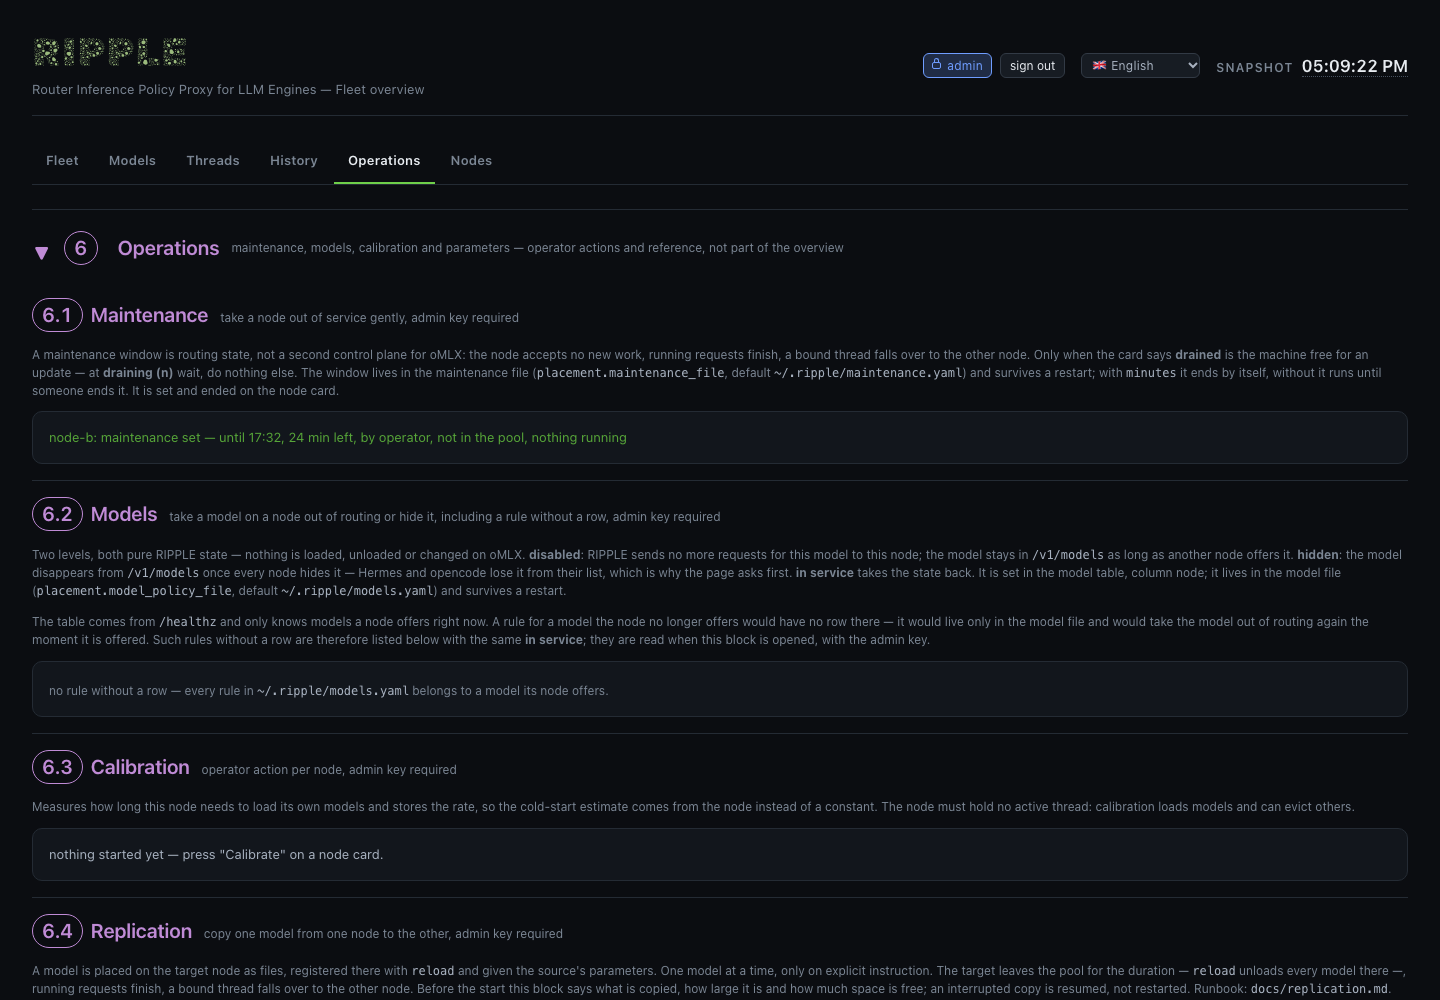 RIPPLE
Router Inference Policy Proxy for LLM Engines — Fleet overview
admin
sign out
English
SNAPSHOT 05:09:22 PM
Fleet Models Threads History Operations Nodes
6 Operations maintenance, models, calibration and parameters — operator actions and reference, not part of the overview
6.1 Maintenance take a node out of service gently, admin key required
A maintenance window is routing state, not a second control plane for oMLX: the node accepts no new work, running requests finish, a bound thread falls over to the other node. Only when the card says drained is the machine free for an
update — at draining (n) wait, do nothing else. The window lives in the maintenance file (placement.maintenance_file, default ~/.ripple/maintenance.yaml) and survives a restart; with minutes it ends by itself, without it runs until
someone ends it. It is set and ended on the node card.
node-b: maintenance set — until 17:32, 24 min left, by operator, not in the pool, nothing running
6.2 Models take a model on a node out of routing or hide it, including a rule without a row, admin key required
Two levels, both pure RIPPLE state — nothing is loaded, unloaded or changed on oMLX. disabled: RIPPLE sends no more requests for this model to this node; the model stays in /v1/models as long as another node offers it. hidden: the model
disappears from /v1/models once every node hides it — Hermes and opencode lose it from their list, which is why the page asks first. in service takes the state back. It is set in the model table, column node; it lives in the model file
(placement.model_policy_file, default ~/.ripple/models.yaml) and survives a restart.
The table comes from /healthz and only knows models a node offers right now. A rule for a model the node no longer offers would have no row there — it would live only in the model file and would take the model out of routing again the
moment it is offered. Such rules without a row are therefore listed below with the same in service; they are read when this block is opened, with the admin key.
no rule without a row — every rule in ~/.ripple/models.yaml belongs to a model its node offers.
6.3 Calibration operator action per node, admin key required
Measures how long this node needs to load its own models and stores the rate, so the cold-start estimate comes from the node instead of a constant. The node must hold no active thread: calibration loads models and can evict others.
nothing started yet — press "Calibrate" on a node card.
6.4 Replication copy one model from one node to the other, admin key required
A model is placed on the target node as files, registered there with reload and given the source's parameters. One model at a time, only on explicit instruction. The target leaves the pool for the duration — reload unloads every model there —,
running requests finish, a bound thread falls over to the other node. Before the start this block says what is copied, how large it is and how much space is free; an interrupted copy is resumed, not restarted. Runbook: docs/replication.md.